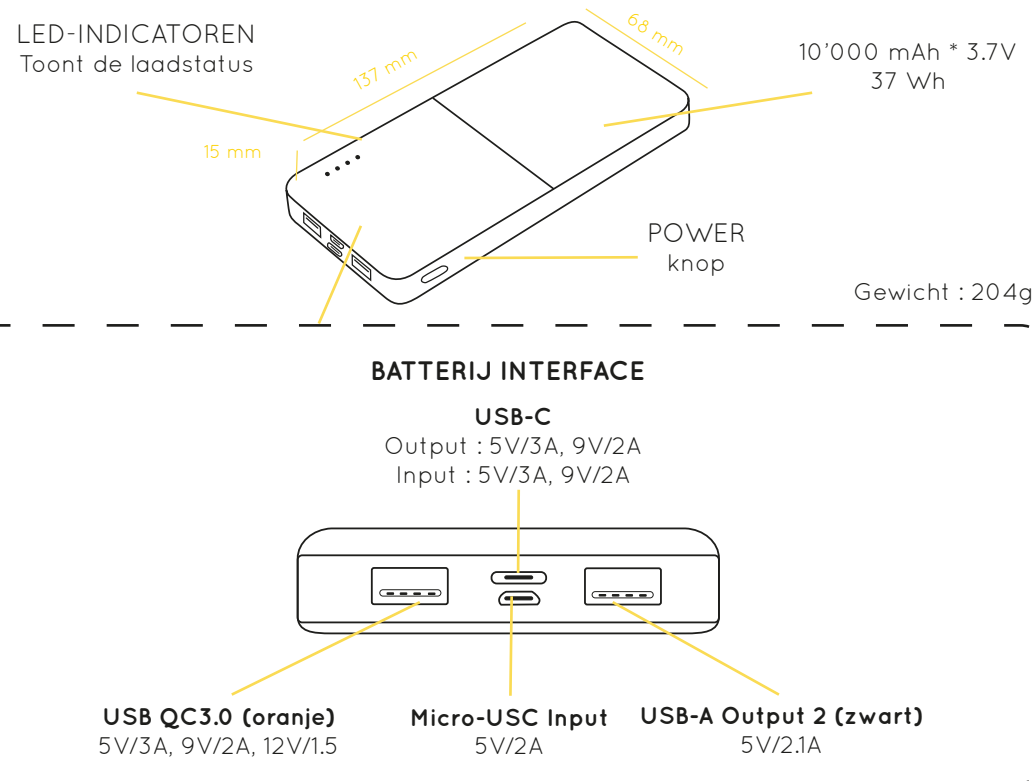 LED-INDICATOREN
Toont de laadstatus
137 mm
68 mm
15 mm
10'000 mAh * 3.7V
37 Wh
POWER
knop
Gewicht : 204g
BATTERIJ INTERFACE
USB-C
Output : 5V/3A, 9V/2A
Input : 5V/3A, 9V/2A
USB QC3.0 (oranje)
5V/3A, 9V/2A, 12V/1.5
Micro-USC Input
5V/2A
USB-A Output 2 (zwart)
5V/2.1A